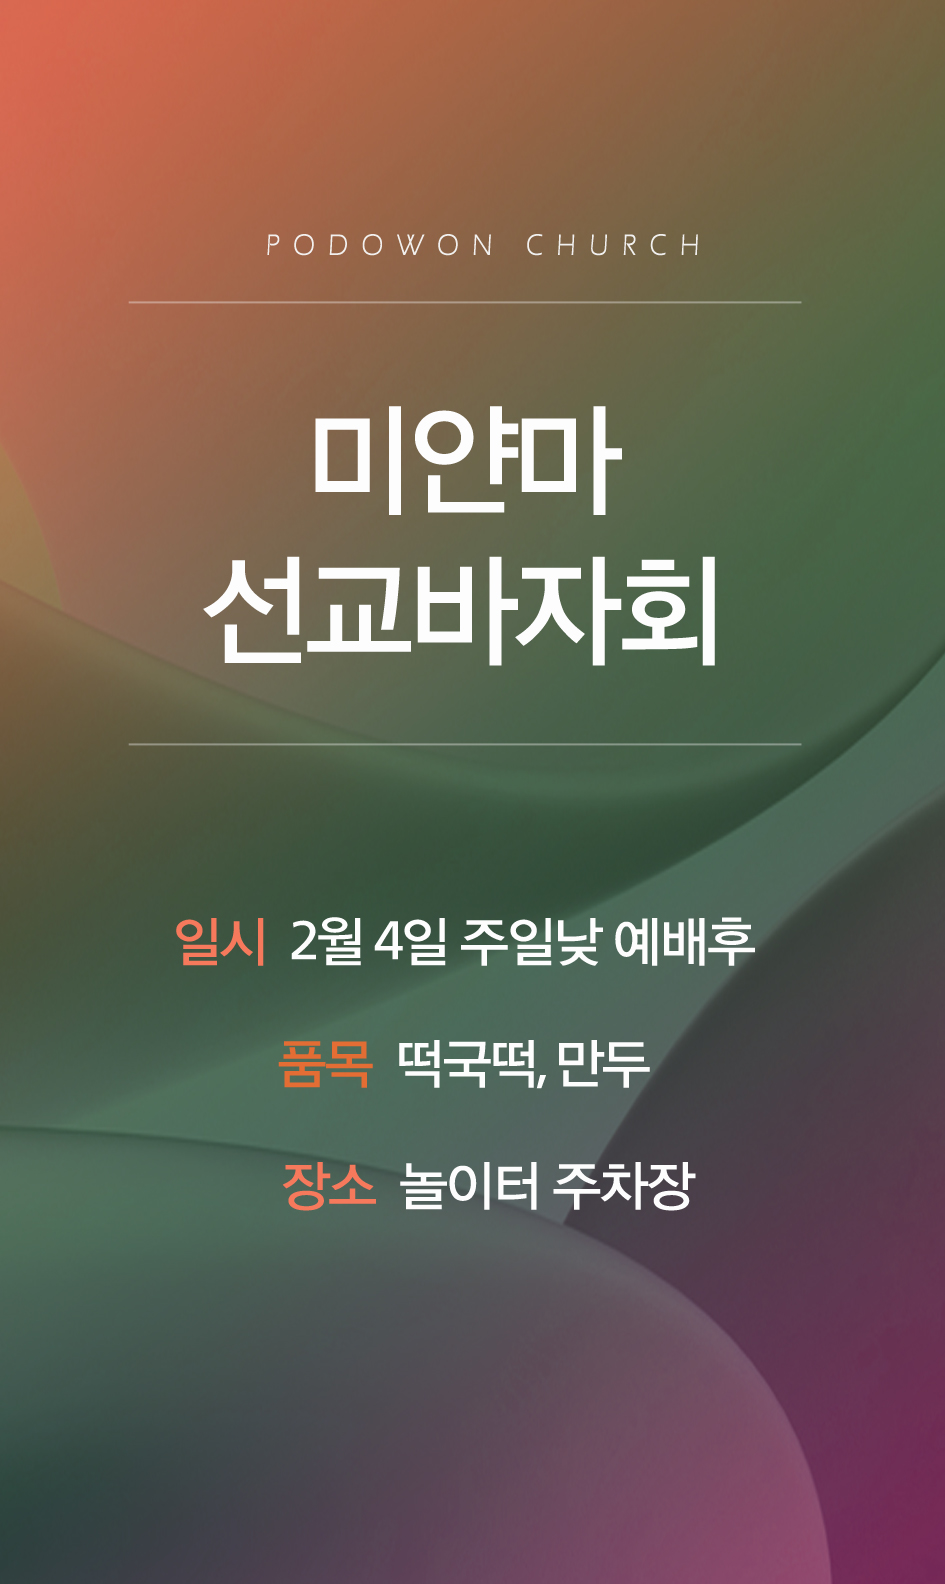 PODOWON CHURCH
미얀마
선교바자회
일시 2월 4일 주일낮 예배후
품목 떡국떡, 만두
장소 놀이터 주차장